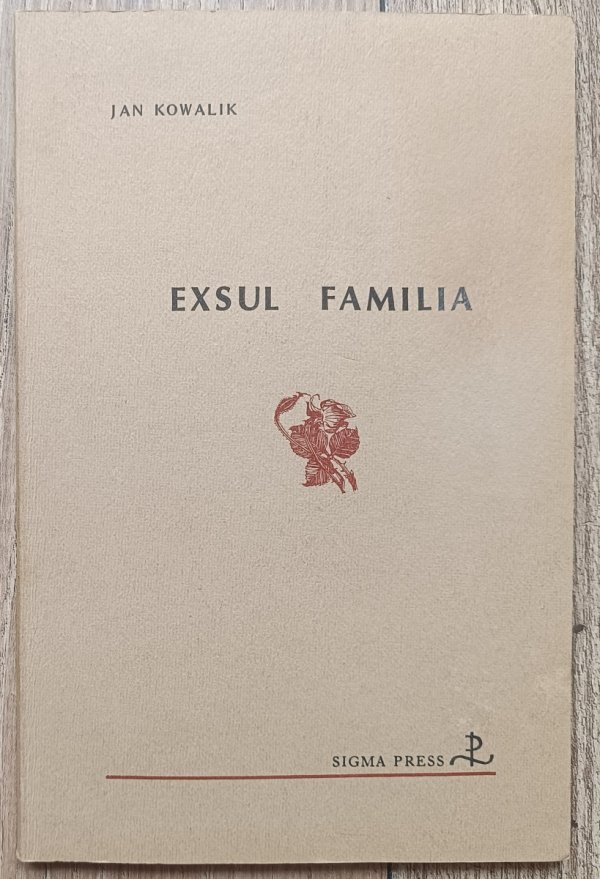 JAN KOWALIK
EXSUL FAMILIA
SIGMA PRESS